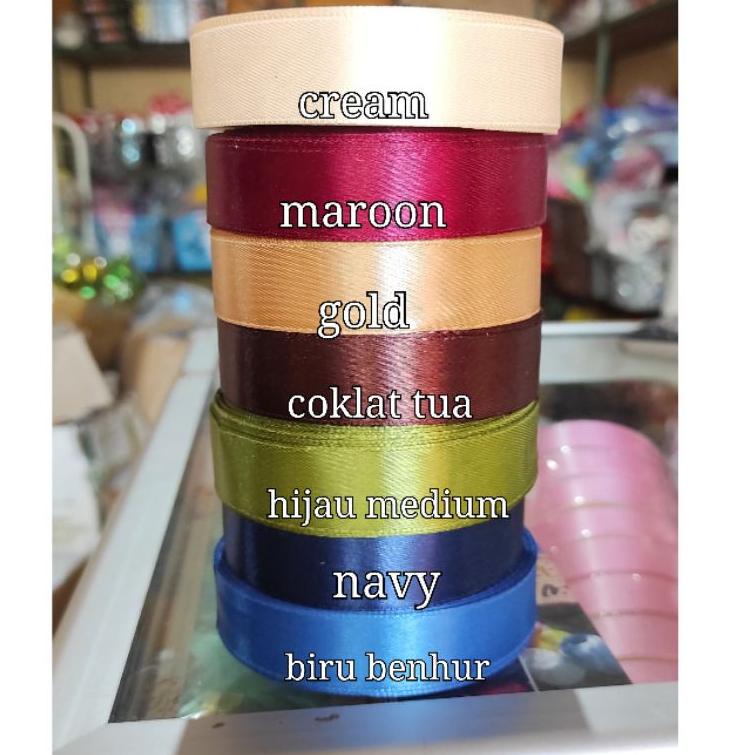 cream
maroon
gold
coklat tua
hijau medium
navy
biru benhur